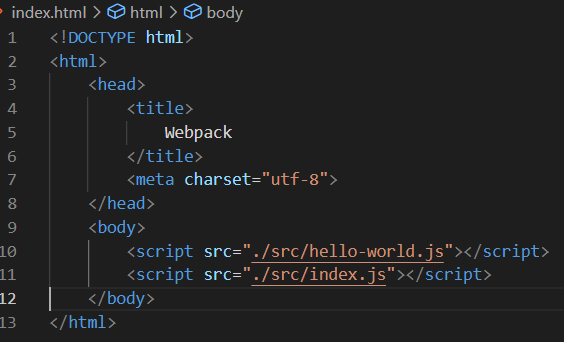 index.html > html > body
1 <!DOCTYPE html>
2 <html>
3 <head>
4 <title>
5 Webpack
6 </title>
7 <meta charset="utf-8">
8 </head>
9 <body>
10 <script src="./src/hello-world.js"></script>
11 <script src="./src/index.js"></script>
12 </body>
13 </html>